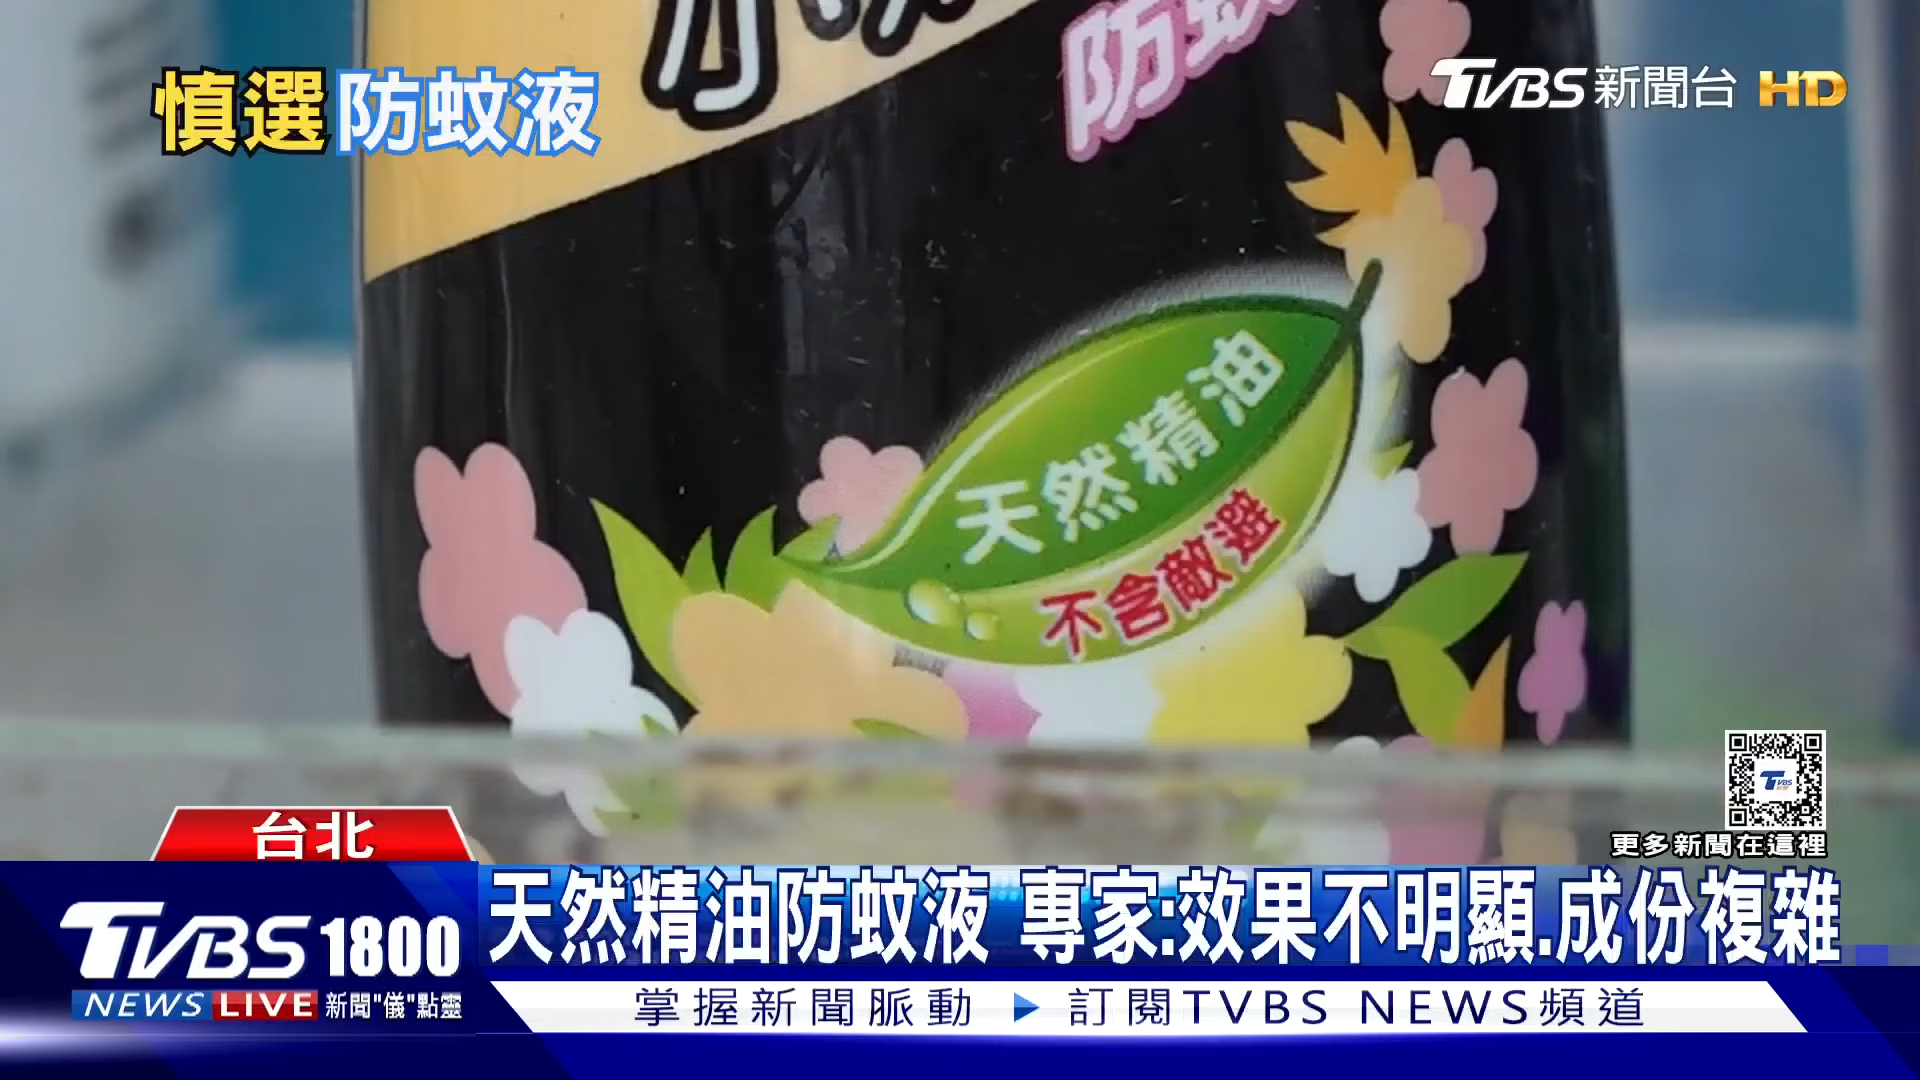 慎選防蚊液
防蚊
TVBS新聞台 HD
天然精油
不含敵避
TVBS
更多新聞在這裡
台北
天然精油防蚊液 專家:效果不明顯.成份複雜
TVBS 1800
NEWS LIVE 新聞"儀"點靈
掌握新聞脈動 ▶ 訂閱TVBS NEWS頻道